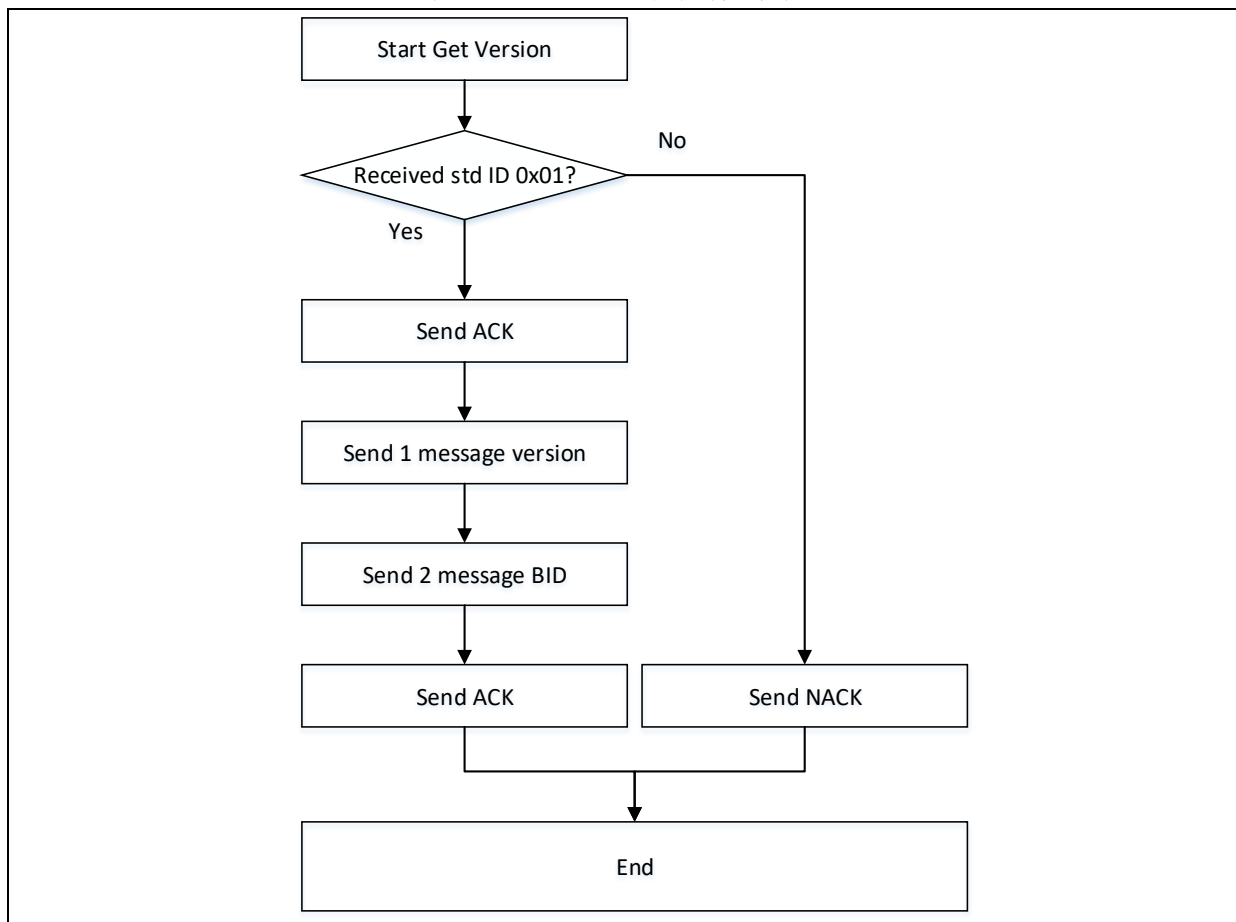 Start Get Version
No
Received std ID 0x01?
Yes
Send ACK
Send 1 message version
Send 2 message BID
Send ACK
Send NACK
End